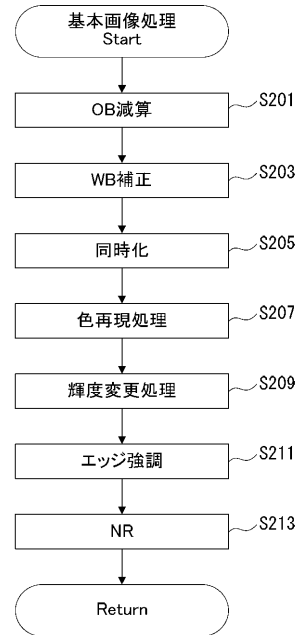 基本画像処理
Start
OB減算
S201
WB補正
S203
同時化
S205
色再現処理
S207
輝度変更処理
S209
エッジ強調
S211
NR
S213
Return